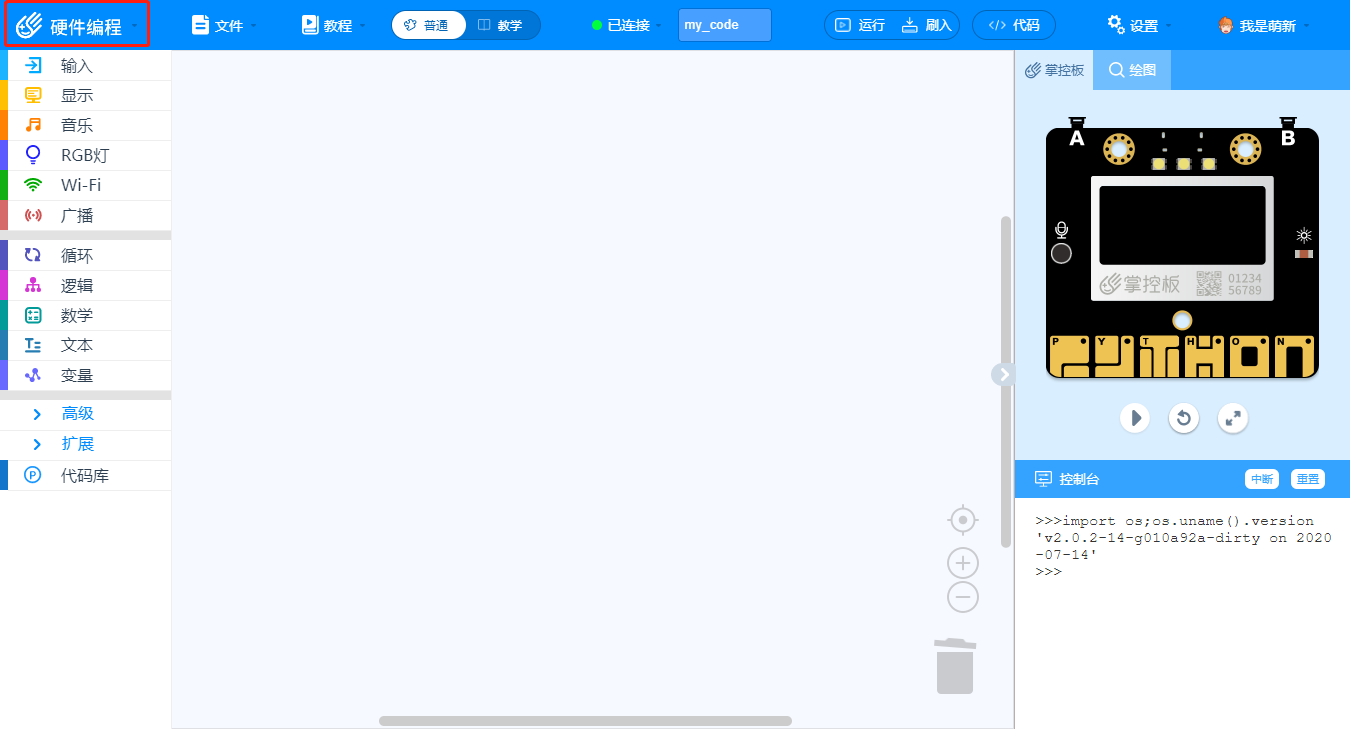 硬件编程
文件
教程
普通
教学
已连接
my_code
运行
刷入
</> 代码
设置
我是萌新
输入
显示
音乐
RGB灯
Wi-Fi
广播
循环
逻辑
数学
文本
变量
高级
扩展
代码库
掌控板
绘图
A
B
掌控板
01234
56789
PYTHON
控制台
中断
重置
>>>import os;os.uname().version
'v2.0.2-14-g010a92a-dirty on 2020
-07-14'
>>>